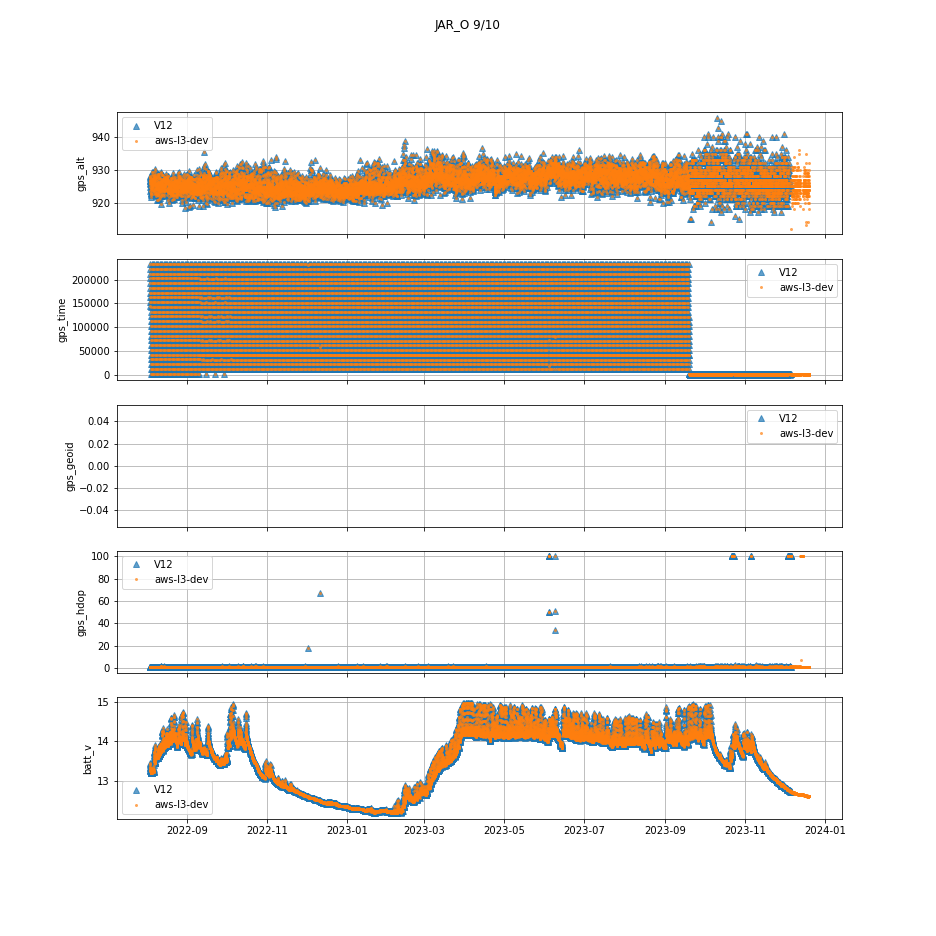 JAR_O 9/10
V12
aws-l3-dev
940
930
920
gps_alt
V12
aws-l3-dev
200000
150000
100000
50000
0
gps_time
V12
aws-l3-dev
0.04
0.02
0.00
−0.02
−0.04
gps_geoid
V12
aws-l3-dev
100
80
60
40
20
0
gps_hdop
15
14
13
batt_v
V12
aws-l3-dev
2022-09 2022-11 2023-01 2023-03 2023-05 2023-07 2023-09 2023-11 2024-01